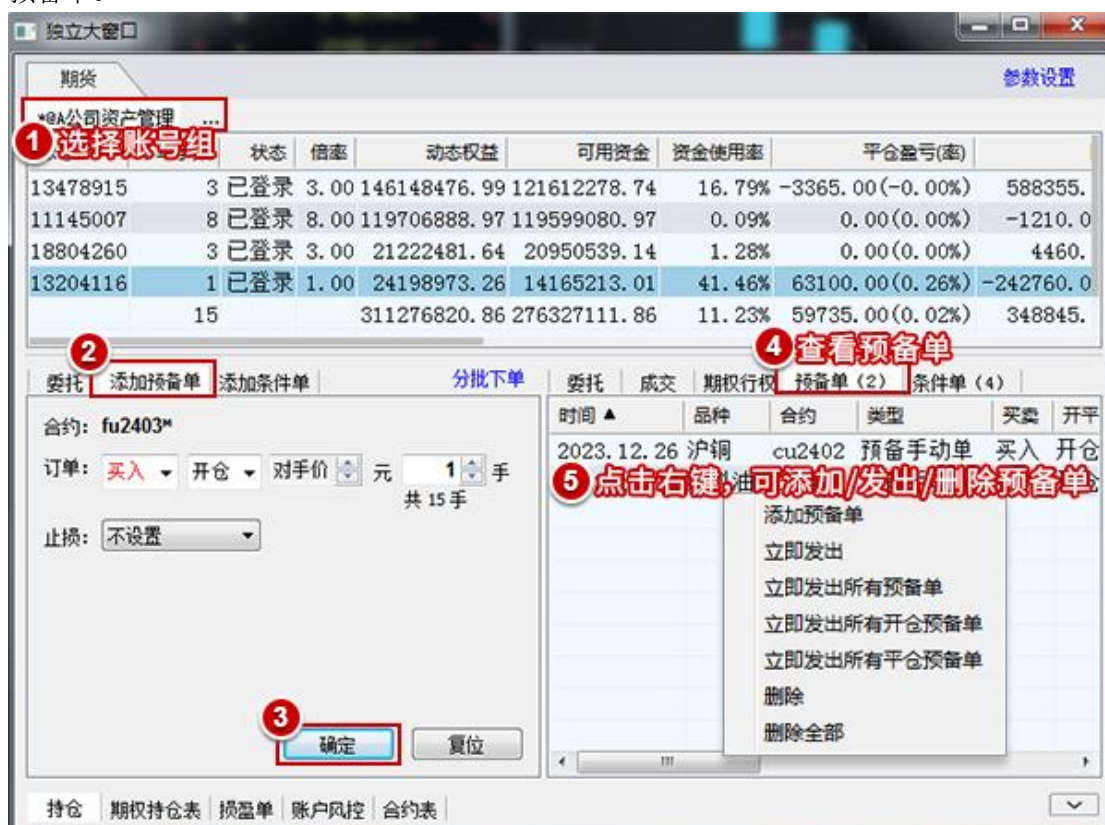 独立大窗口
期货 参数设置
*@A公司资产管理 ...
1 选择账号组
状态 倍率 动态权益 可用资金 资金使用率 平仓盈亏(率)
13478915 3 已登录 3.00 146148476.99 121612278.74 16.79% -3365.00(-0.00%) 588355.
11145007 8 已登录 8.00 119706888.97 119599080.97 0.09% 0.00(0.00%) -1210.0
18804260 3 已登录 3.00 21222481.64 20950539.14 1.28% 0.00(0.00%) 4460.
13204116 1 已登录 1.00 24198973.26 14165213.01 41.46% 63100.00(0.26%) -242760.0
15 311276820.86 276327111.86 11.23% 59735.00(0.02%) 348845.
2
4 查看预备单
委托 添加预备单 添加条件单 分批下单
委托 成交 期权行权 预备单(2) 条件单(4)
合约: fu2403M
订单: 买入 开仓 对手价 元 1 手
共 15 手
止损: 不设置
3
确定 复位
时间▲ 品种 合约 类型 买卖 开平
2023.12.26 沪铜 cu2402 预备手动单 买入 开仓
5 点击右键,可添加/发出/删除预备单
添加预备单
立即发出
立即发出所有预备单
立即发出所有开仓预备单
立即发出所有平仓预备单
删除
删除全部
持仓 期权持仓表 损盈单 账户风控 合约表